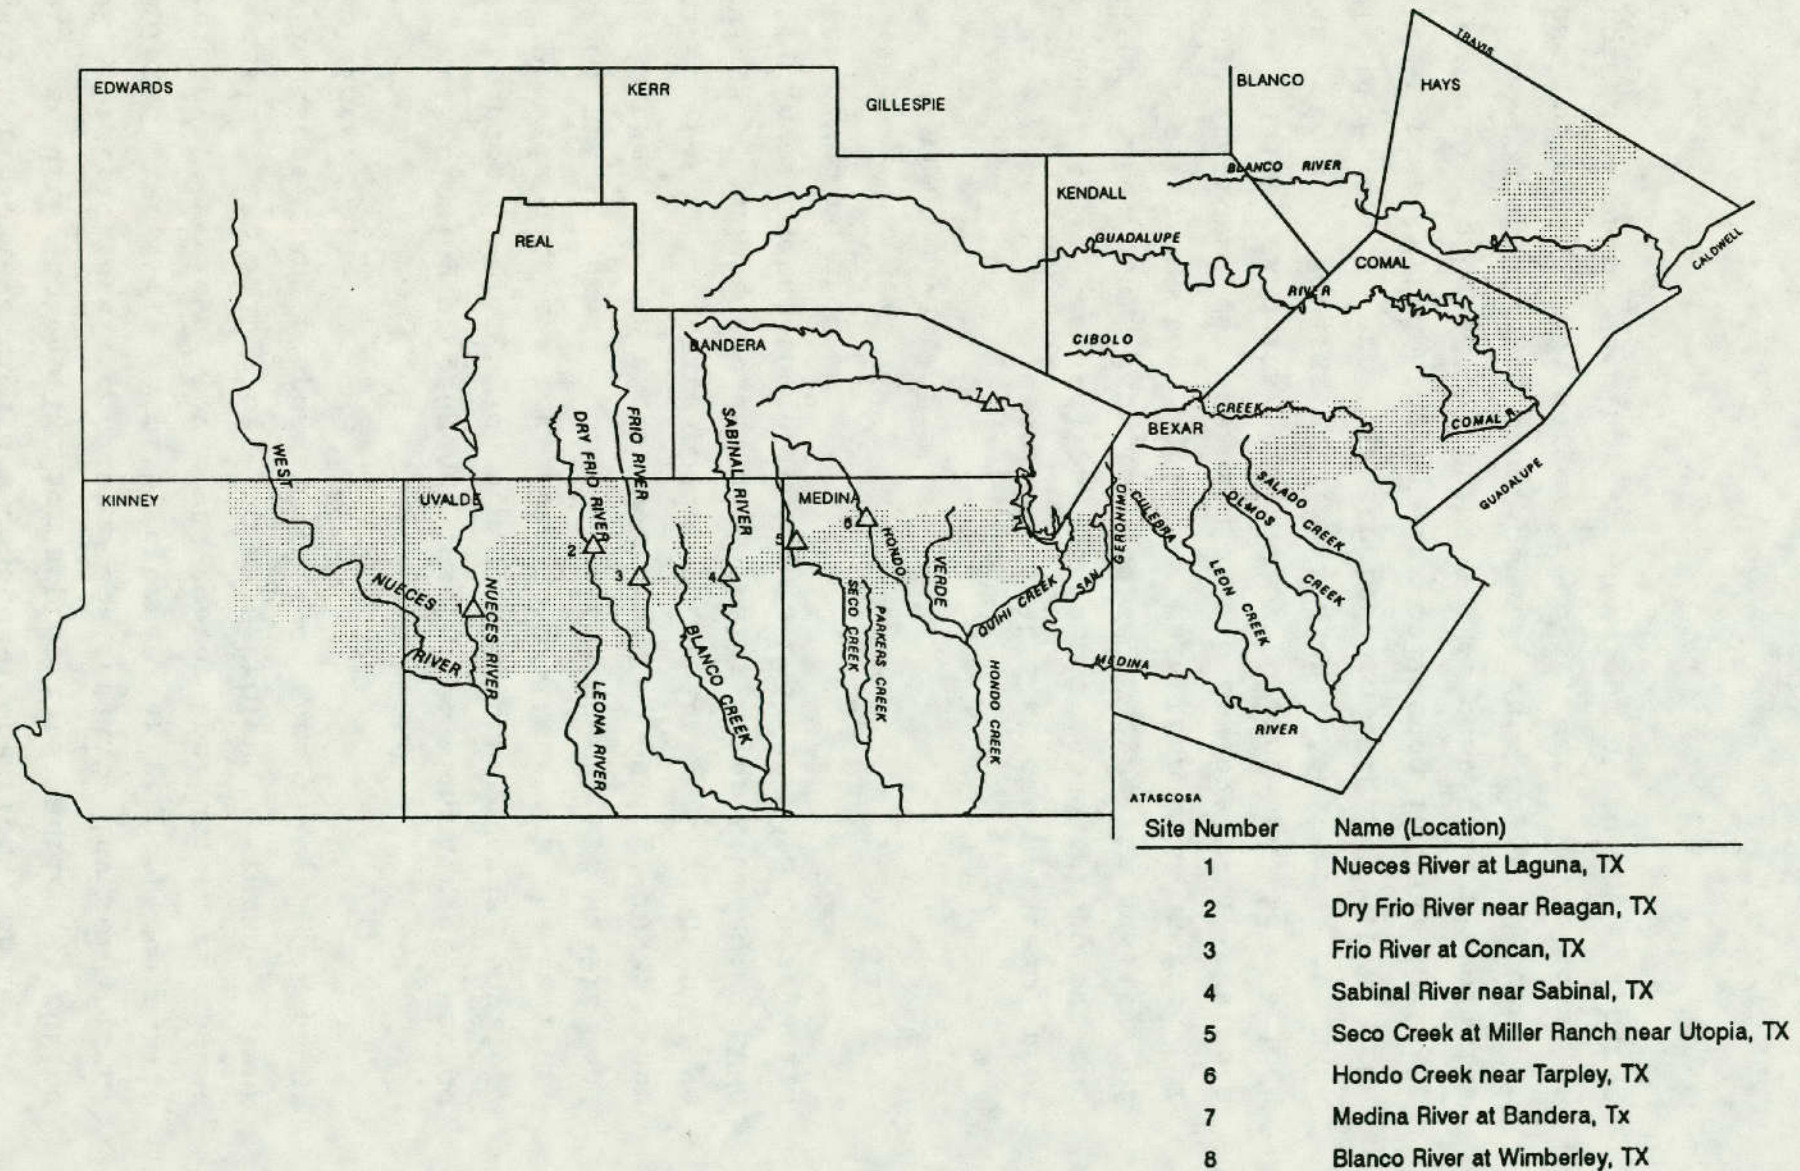 TRAVIS
EDWARDS
KERR
GILLESPIE
BLANCO
HAYS
BLANCO RIVER
KENDALL
REAL
GUADALUPE
8
CALDWELL
COMAL
RIVER
CIBOLO
BANDERA
7
CREEK
COMAL R.
BEXAR
DRY FRIO RIVER
FRIO RIVER
SABINAL RIVER
WEST
GUADALUPE
SALADO CREEK
OLMOS
CREEK
KINNEY
UVALDE
MEDINA
6
5
HONDO
VERDE
GERONIMO
SAN
CULEBRA
2
3
4
1
NUECES
RIVER
NUECES RIVER
LEON CREEK
QUIHI CREEK
SECO CREEK
PARKERS CREEK
BLANCO CREEK
LEONA RIVER
HONDO CREEK
MEDINA
RIVER
ATASCOSA
Site Number Name (Location)
1 Nueces River at Laguna, TX
2 Dry Frio River near Reagan, TX
3 Frio River at Concan, TX
4 Sabinal River near Sabinal, TX
5 Seco Creek at Miller Ranch near Utopia, TX
6 Hondo Creek near Tarpley, TX
7 Medina River at Bandera, Tx
8 Blanco River at Wimberley, TX